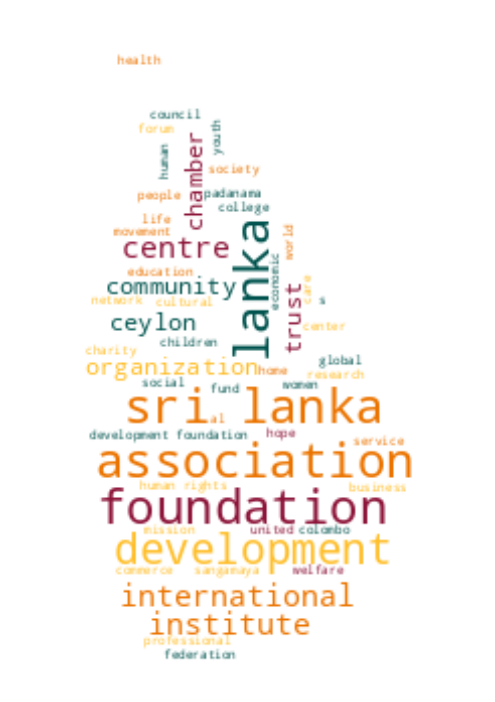 health
council
forum
youth
human
chamber
society
people
padanama
college
life
movement
lanka
world
centre
economic
education
community
care
trust
network
cultural
s
ceylon
center
children
charity
global
organization
home
research
social
fund
women
sri lanka
al
development foundation
hope
service
association
human rights
business
foundation
mission
united
colombo
development
commerce
sangamaya
welfare
international
institute
professional
federation